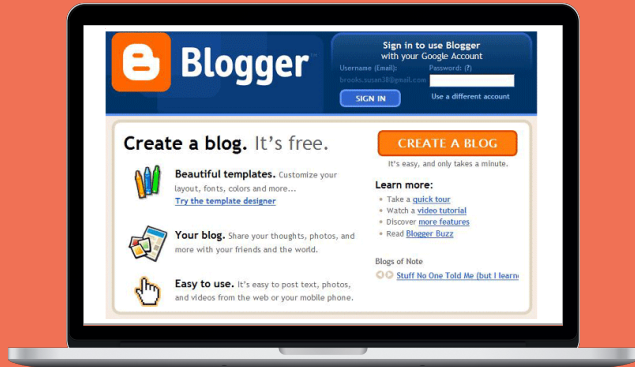 Blogger
Sign in to use Blogger
with your Google Account
Username (Email):
Password: (?)
brooks.susan38@gmail.com
SIGN IN
Use a different account
Create a blog. It's free.
CREATE A BLOG
It's easy, and only takes a minute.
Beautiful templates. Customize your
layout, fonts, colors and more...
Try the template designer
Your blog. Share your thoughts, photos, and
more with your friends and the world.
Easy to use. It's easy to post text, photos,
and videos from the web or your mobile phone.
Learn more:
Take a quick tour
Watch a video tutorial
Discover more features
Read Blogger Buzz
Blogs of Note
Stuff No One Told Me (but I learn